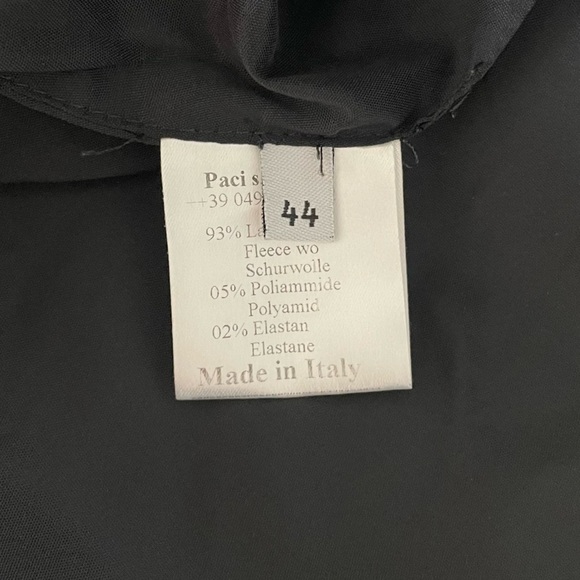 Paci s
++39 049
44
93% L
Fleece wo
Schurwolle
05% Poliammide
Polyamid
02% Elastan
Elastane
Made in Italy